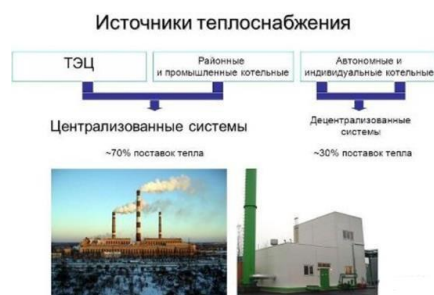 Источники теплоснабжения
ТЭЦ
Районные
и промышленные котельные
Автономные и
индивидуальные котельные
Централизованные системы
Децентрализованные
системы
~70% поставок тепла
~30% поставок тепла